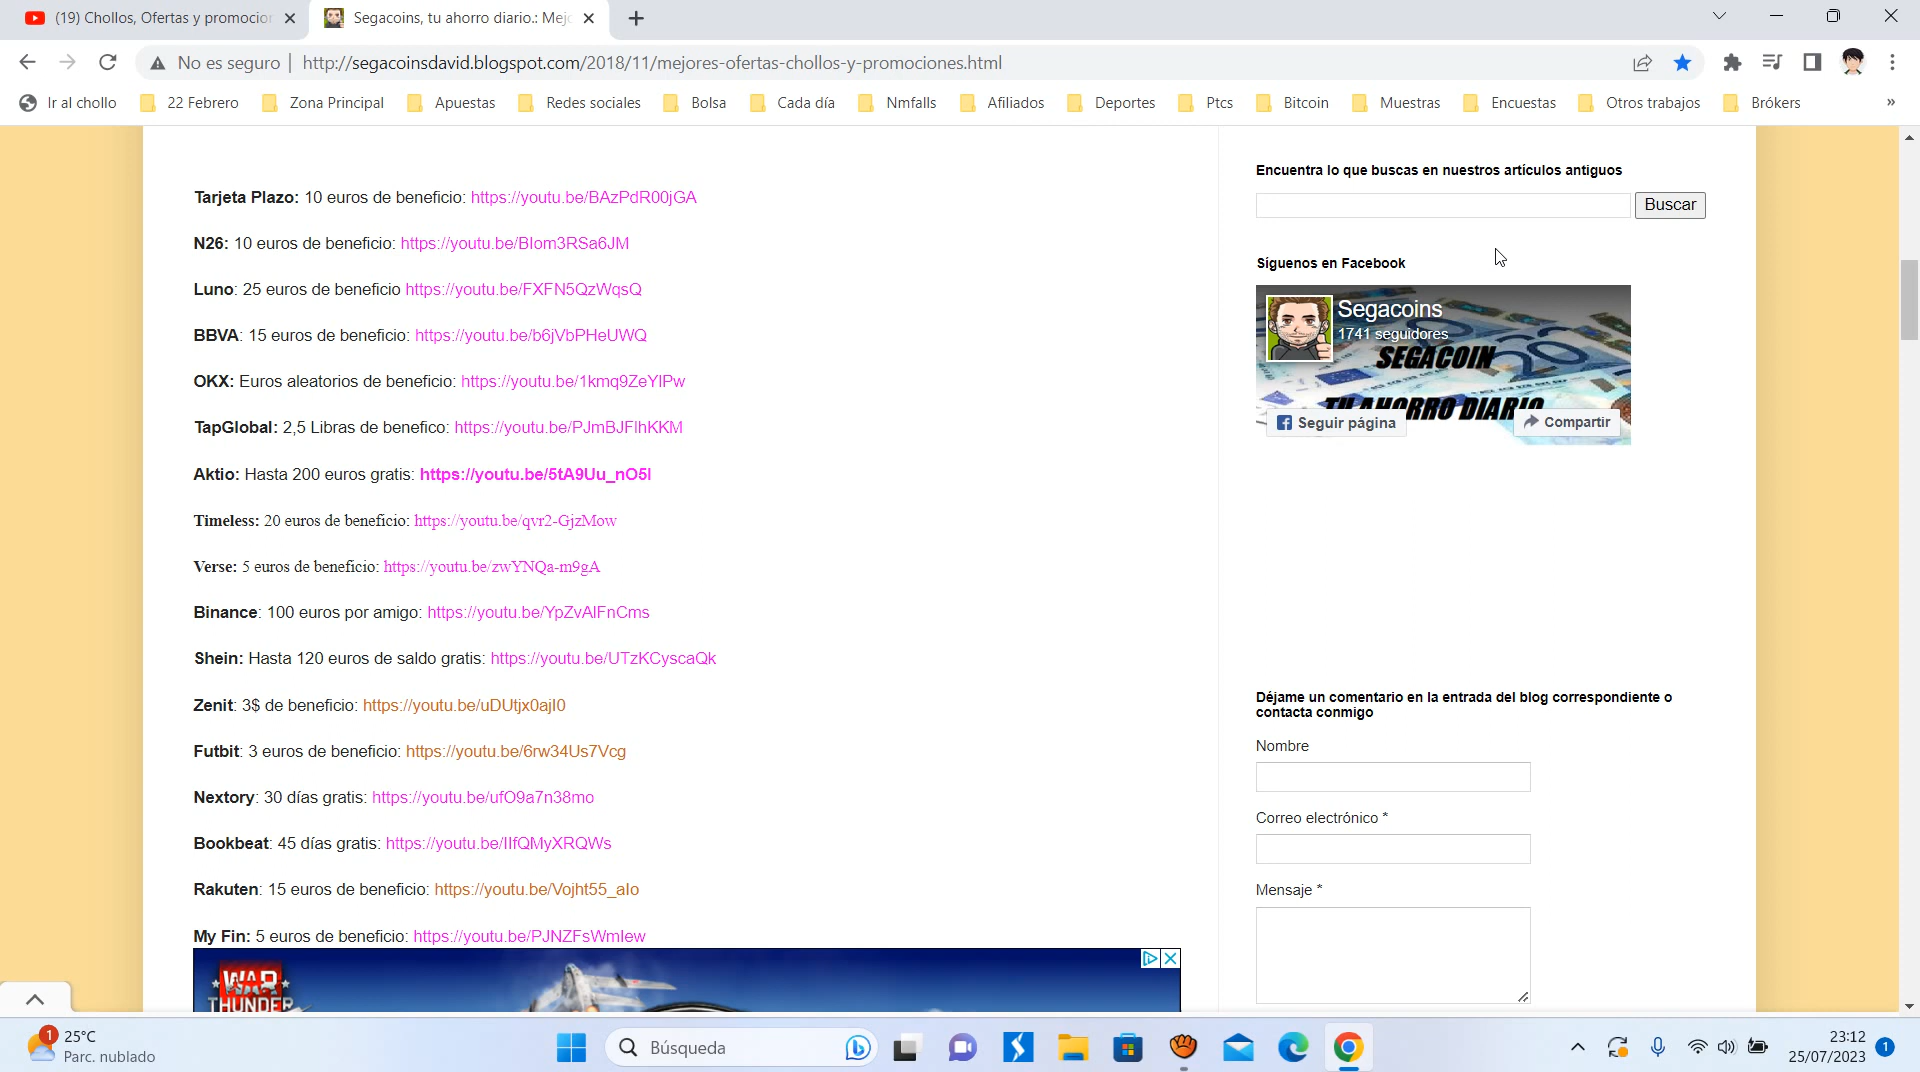 (19) Chollos, Ofertas y promocior
Segacoins, tu ahorro diario.: Mej
No es seguro
http://segacoinsdavid.blogspot.com/2018/11/mejores-ofertas-chollos-y-promociones.html
Ir al chollo
22 Febrero
Zona Principal
Apuestas
Redes sociales
Bolsa
Cada día
Nmfalls
Afiliados
Deportes
Ptcs
Bitcoin
Muestras
Encuestas
Otros trabajos
Brókers
»
Tarjeta Plazo: 10 euros de beneficio: https://youtu.be/BAzPdR00jGA
N26: 10 euros de beneficio: https://youtu.be/BIom3RSa6JM
Luno: 25 euros de beneficio https://youtu.be/FXFN5QzWqsQ
BBVA: 15 euros de beneficio: https://youtu.be/b6jVbPHeUWQ
OKX: Euros aleatorios de beneficio: https://youtu.be/1kmq9ZeYIPw
TapGlobal: 2,5 Libras de benefico: https://youtu.be/PJmBJFlhKKM
Aktio: Hasta 200 euros gratis: https://youtu.be/5tA9Uu_nO5I
Timeless: 20 euros de beneficio: https://youtu.be/qvr2-GjzMow
Verse: 5 euros de beneficio: https://youtu.be/zwYNQa-m9gA
Binance: 100 euros por amigo: https://youtu.be/YpZvAlFnCms
Shein: Hasta 120 euros de saldo gratis: https://youtu.be/UTzKCyscaQk
Zenit: 3$ de beneficio: https://youtu.be/uDUtjx0ajI0
Futbit: 3 euros de beneficio: https://youtu.be/6rw34Us7Vcg
Nextory: 30 días gratis: https://youtu.be/ufO9a7n38mo
Bookbeat: 45 días gratis: https://youtu.be/IIfQMyXRQWs
Rakuten: 15 euros de beneficio: https://youtu.be/Vojht55_aIo
My Fin: 5 euros de beneficio: https://youtu.be/PJNZFsWmlew
WAR
THUNDER
Encuentra lo que buscas en nuestros artículos antiguos
Buscar
Síguenos en Facebook
Segacoins
1741 seguidores
SEGACOIN
TU AHORRO DIARIO
Seguir página
Compartir
Déjame un comentario en la entrada del blog correspondiente o
contacta conmigo
Nombre
Correo electrónico *
Mensaje *
1
25°C
Parc. nublado
Búsqueda
23:12
25/07/2023
1